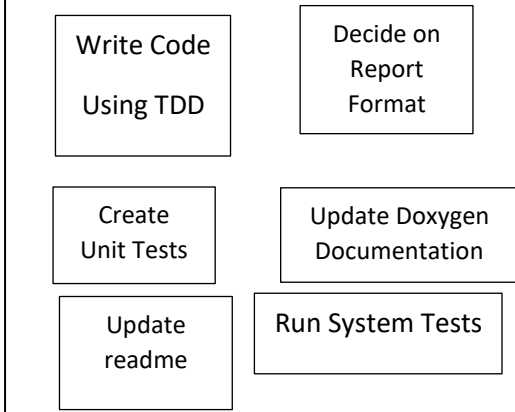 Write Code
Using TDD
Decide on
Report
Format
Create
Unit Tests
Update Doxygen
Documentation
Update
readme
Run System Tests